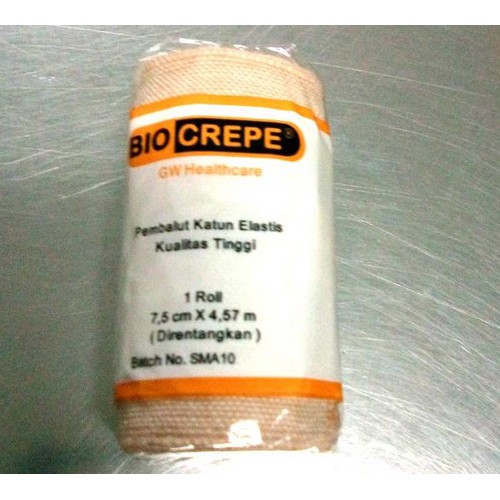 BIO CREPE®
GW Healthcare
Pembalut Katun Elastis
Kualitas Tinggi
1 Roll
7,5 cm X 4,57 m
( Direntangkan )
Batch No. SMA10